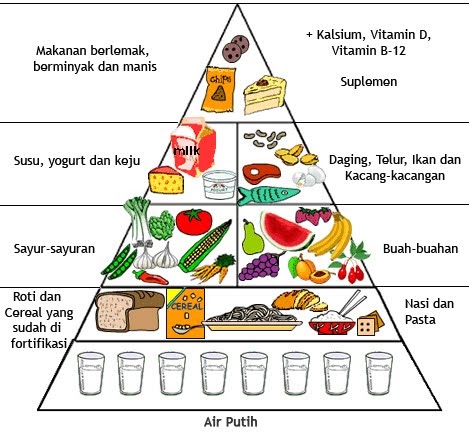 Makanan berlemak,
berminyak dan manis
+ Kalsium, Vitamin D,
Vitamin B-12
Suplemen
chips
Susu, yogurt dan keju
milk
YOGURT
Daging, Telur, Ikan dan
Kacang-kacangan
Sayur-sayuran
Buah-buahan
Roti dan
Cereal yang
sudah di
fortifikasi
CEREAL
Nasi dan
Pasta
Air Putih